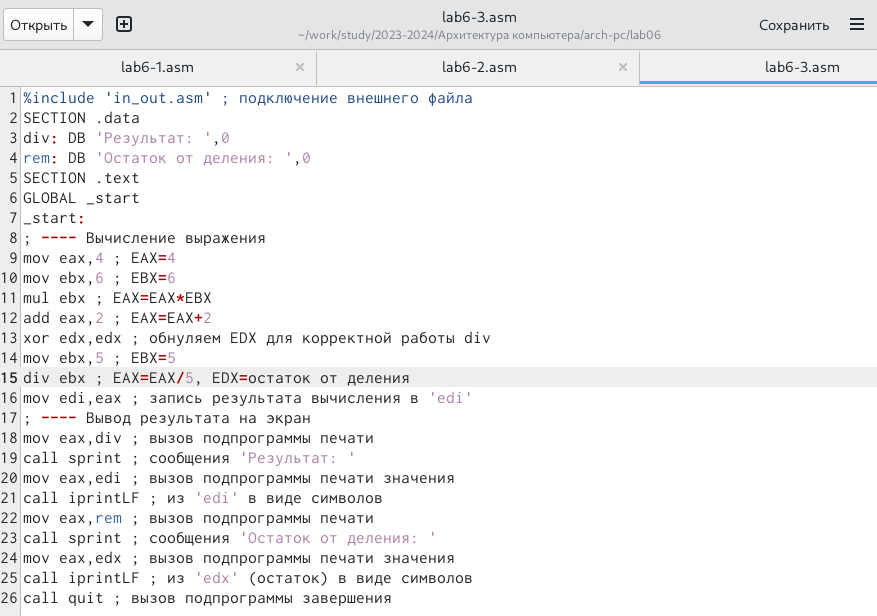 Открыть
lab6-3.asm
~/work/study/2023-2024/Архитектура компьютера/arch-pc/lab06
Сохранить
lab6-1.asm ×
lab6-2.asm ×
lab6-3.asm
1 %include 'in_out.asm' ; подключение внешнего файла
2 SECTION .data
3 div: DB 'Результат: ',0
4 rem: DB 'Остаток от деления: ',0
5 SECTION .text
6 GLOBAL _start
7 _start:
8 ; ---- Вычисление выражения
9 mov eax,4 ; EAX=4
10 mov ebx,6 ; EBX=6
11 mul ebx ; EAX=EAX*EBX
12 add eax,2 ; EAX=EAX+2
13 xor edx,edx ; обнуляем EDX для корректной работы div
14 mov ebx,5 ; EBX=5
15 div ebx ; EAX=EAX/5, EDX=остаток от деления
16 mov edi,eax ; запись результата вычисления в 'edi'
17 ; ---- Вывод результата на экран
18 mov eax,div ; вызов подпрограммы печати
19 call sprint ; сообщения 'Результат: '
20 mov eax,edi ; вызов подпрограммы печати значения
21 call iprintLF ; из 'edi' в виде символов
22 mov eax,rem ; вызов подпрограммы печати
23 call sprint ; сообщения 'Остаток от деления: '
24 mov eax,edx ; вызов подпрограммы печати значения
25 call iprintLF ; из 'edx' (остаток) в виде символов
26 call quit ; вызов подпрограммы завершения